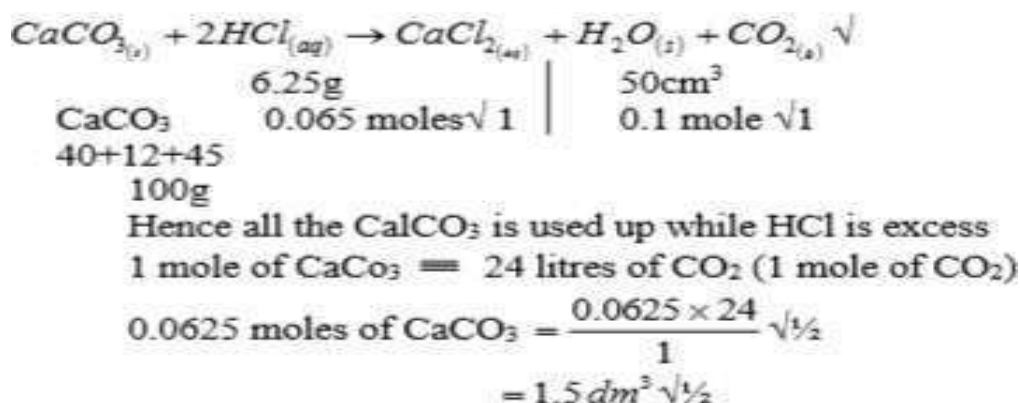 CaCO₃₍ₛ₎ + 2HCl₍aq₎ → CaCl₂₍aq₎ + H₂O₍ₗ₎ + CO₂₍g₎ √
6.25g | 50cm³
CaCO₃ 0.065 moles√ 1 | 0.1 mole √1
40+12+45
100g
Hence all the CalCO₃ is used up while HCl is excess
1 mole of CaCo₃ ═ 24 litres of CO₂ (1 mole of CO₂)
0.0625 moles of CaCO₃ = 0.0625 × 24 / 1 √½
= 1.5 dm³ √½